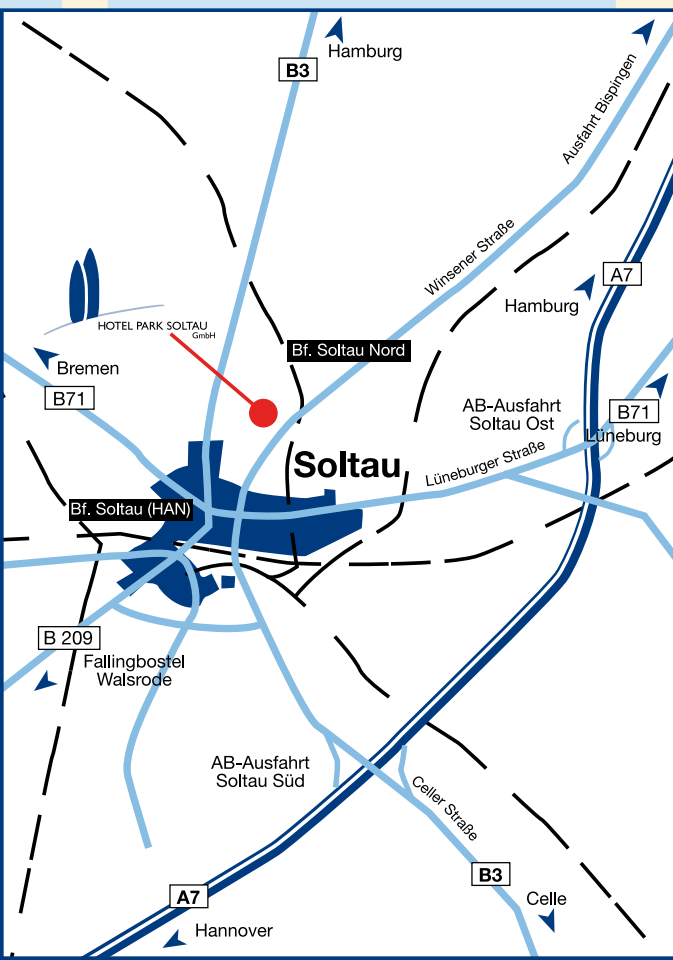 Hamburg
B3
Ausfahrt Bispingen
Winsener Straße
A7
Hamburg
HOTEL PARK SOLTAU
GmbH
Bf. Soltau Nord
Bremen
B71
AB-Ausfahrt
Soltau Ost
B71
Lüneburg
Soltau
Lüneburger Straße
Bf. Soltau (HAN)
B 209
Fallingbostel
Walsrode
AB-Ausfahrt
Soltau Süd
Celler Straße
B3
A7
Celle
Hannover